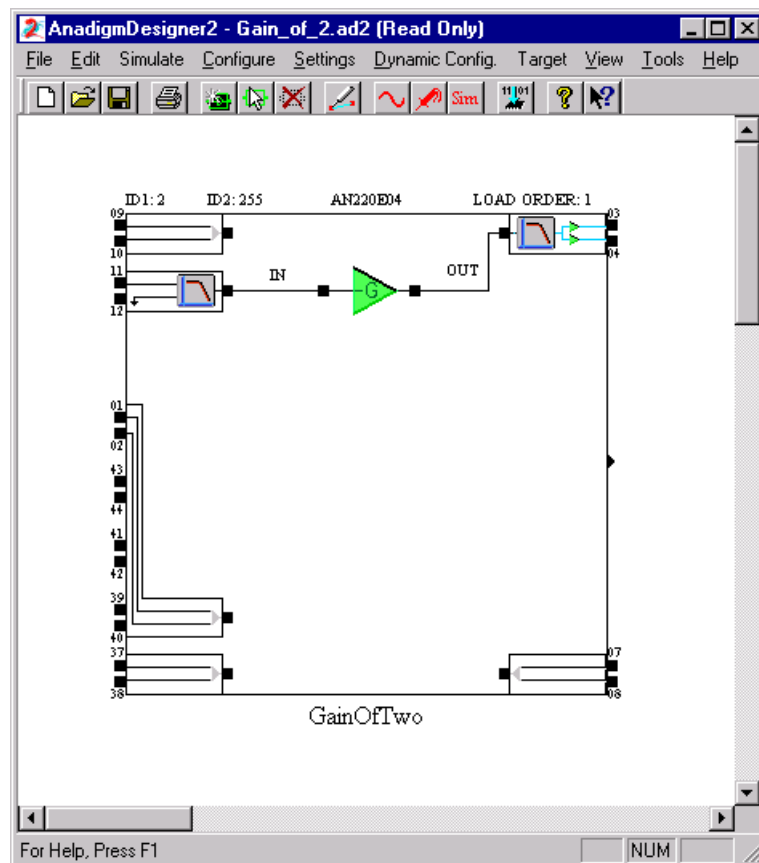 AnadigmDesigner2 - Gain_of_2.ad2 (Read Only)
File Edit Simulate Configure Settings Dynamic Config. Target View Tools Help
Sim 11 01
ID1: 2 ID2: 255 AN220E04 LOAD ORDER: 1
09 03
10 04
11 IN OUT
G
12
01
02
43
44
41
42
39
40
37 07
38 08
GainOfTwo
For Help, Press F1 NUM